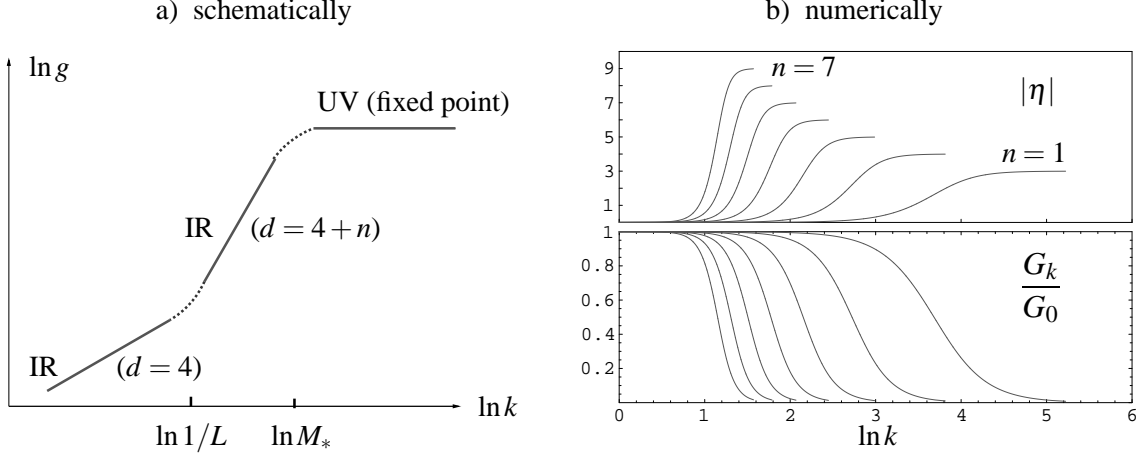 a) schematically
ln g
UV (fixed point)
IR
(d = 4 + n)
IR
(d = 4)
ln k
ln 1/L
ln M_*
b) numerically
9
7
5
3
1
n = 7
|η|
n = 1
1
0.8
0.6
0.4
0.2
G_k
G_0
0 1 2 3 4 5 6
ln k